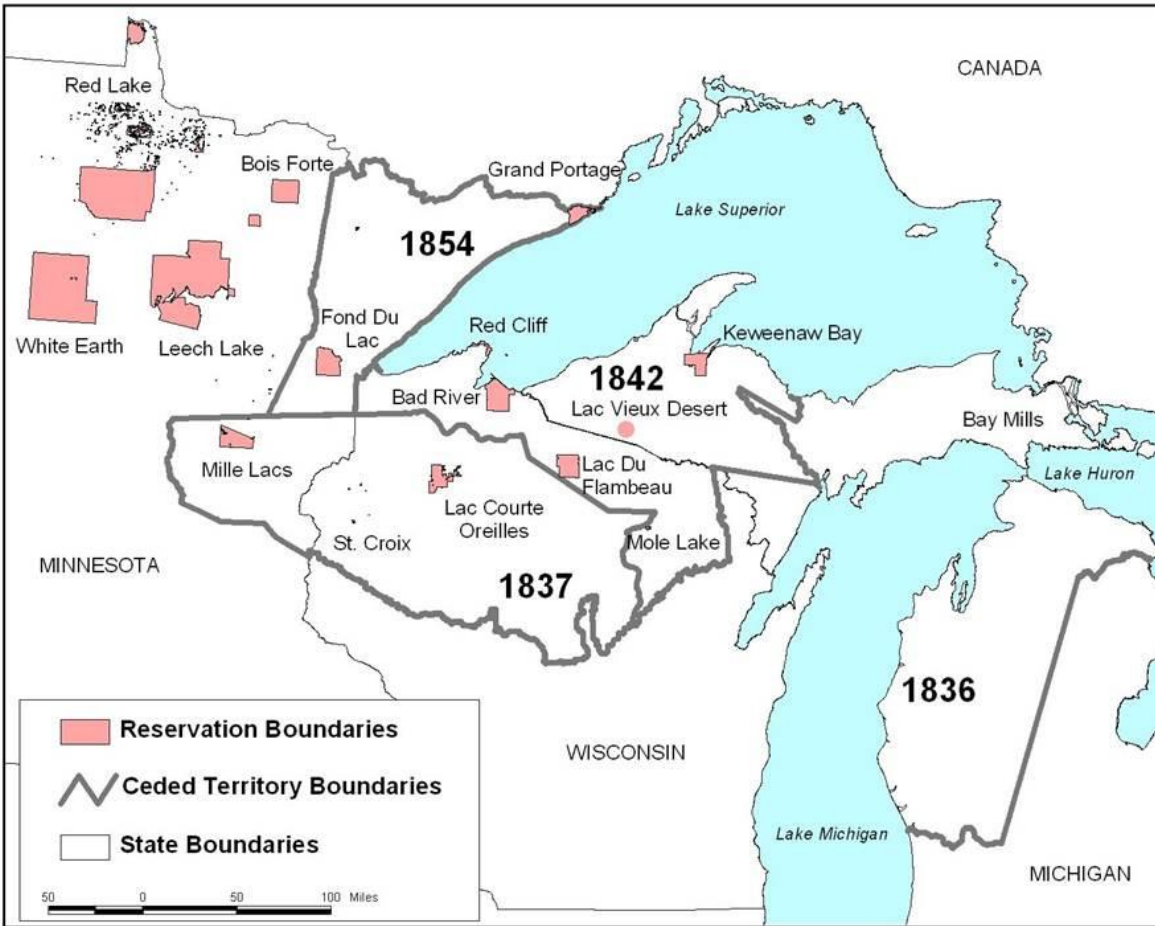 CANADA
Red Lake
Bois Forte
Grand Portage
Lake Superior
1854
White Earth
Leech Lake
Fond Du
Lac
Red Cliff
Keweenaw Bay
1842
Bad River
Lac Vieux Desert
Bay Mills
Mille Lacs
Lac Du
Flambeau
Lake Huron
Lac Courte
Oreilles
St. Croix
Mole Lake
MINNESOTA
1837
1836
WISCONSIN
Lake Michigan
MICHIGAN
Reservation Boundaries
Ceded Territory Boundaries
State Boundaries
50 0 50 100 Miles